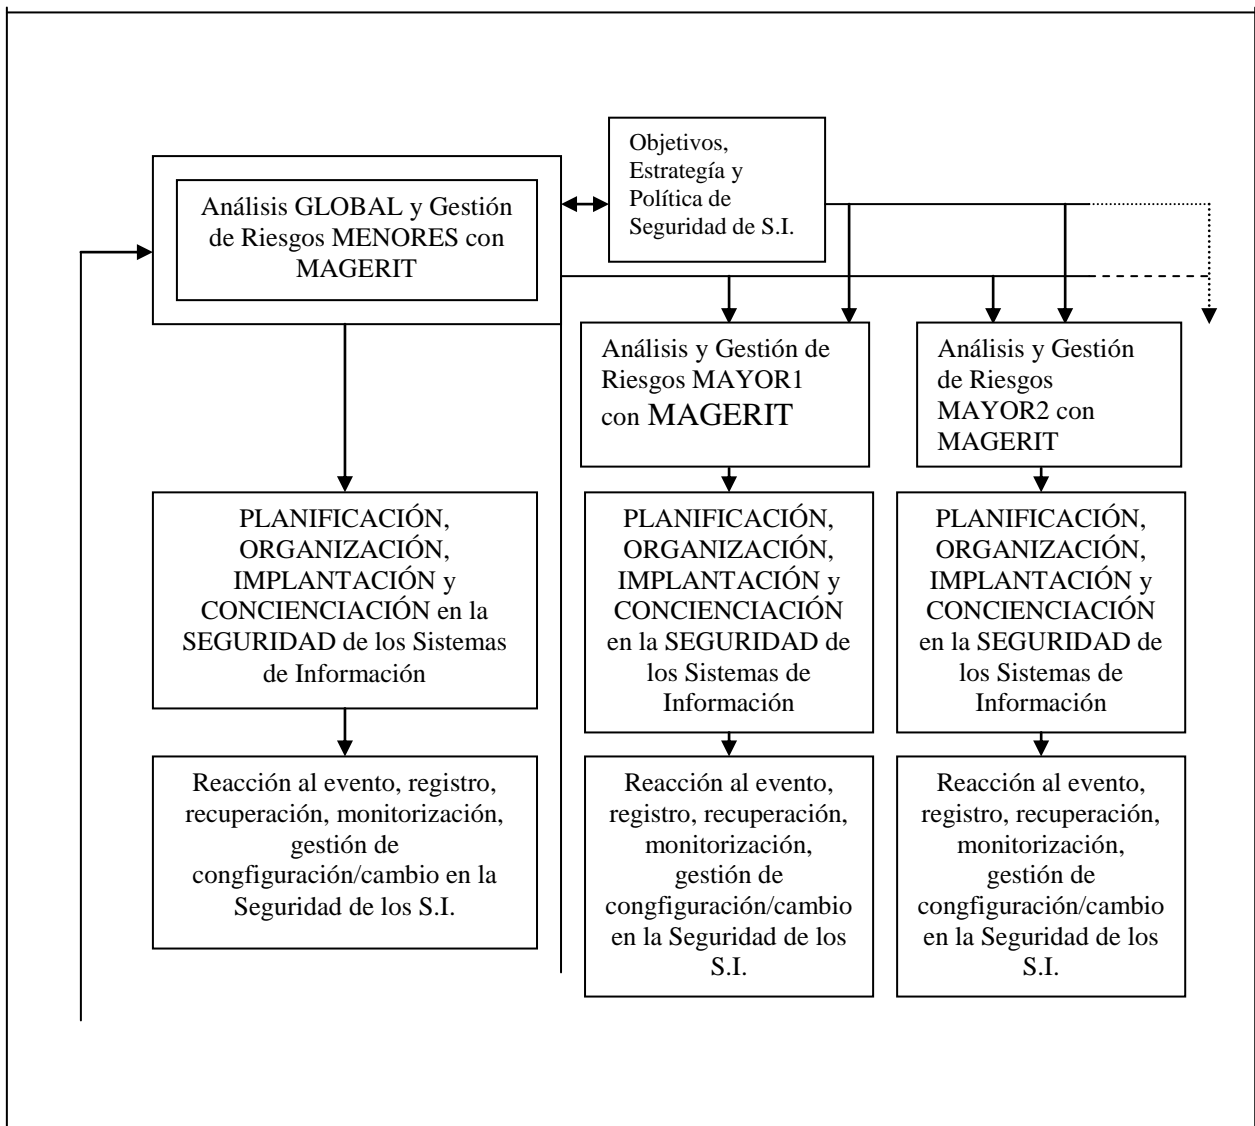 Objetivos,
Estrategía y
Política de
Seguridad de S.I.
Análisis GLOBAL y Gestión
de Riesgos MENORES con
MAGERIT
Análisis y Gestión de
Riesgos MAYOR1
con MAGERIT
Análisis y Gestión
de Riesgos
MAYOR2 con
MAGERIT
PLANIFICACIÓN,
ORGANIZACIÓN,
IMPLANTACIÓN y
CONCIENCIACIÓN en la
SEGURIDAD de los Sistemas
de Información
PLANIFICACIÓN,
ORGANIZACIÓN,
IMPLANTACIÓN y
CONCIENCIACIÓN
en la SEGURIDAD de
los Sistemas de
Información
PLANIFICACIÓN,
ORGANIZACIÓN,
IMPLANTACIÓN y
CONCIENCIACIÓN
en la SEGURIDAD de
los Sistemas de
Información
Reacción al evento, registro,
recuperación, monitorización,
gestión de
congfiguración/cambio en la
Seguridad de los S.I.
Reacción al evento,
registro, recuperación,
monitorización,
gestión de
congfiguración/cambio
en la Seguridad de los
S.I.
Reacción al evento,
registro, recuperación,
monitorización,
gestión de
congfiguración/cambio
en la Seguridad de los
S.I.